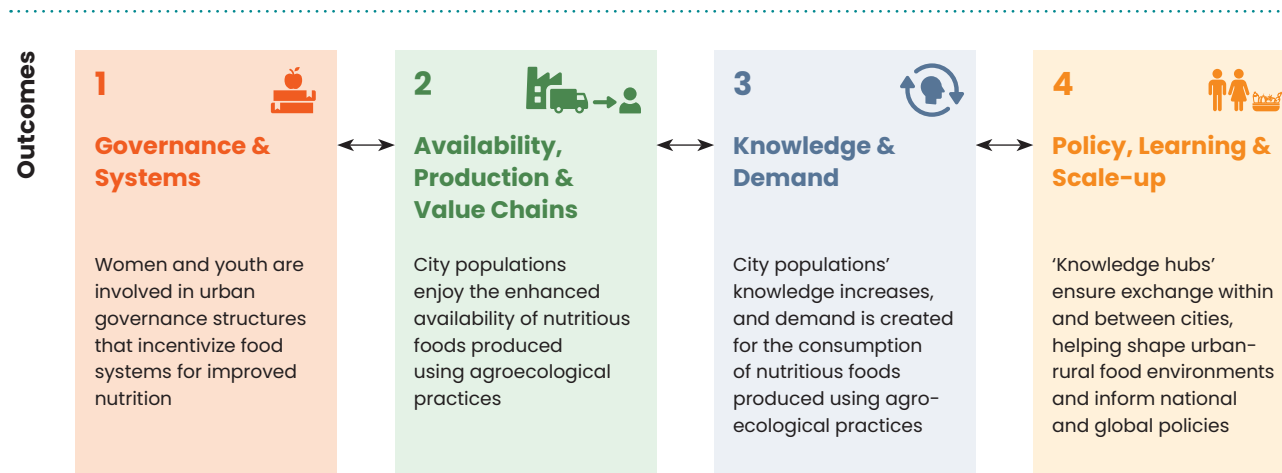 Outcomes
1
Governance &
Systems
Women and youth are
involved in urban
governance structures
that incentivize food
systems for improved
nutrition
2
Availability,
Production &
Value Chains
City populations
enjoy the enhanced
availability of nutritious
foods produced
using agroecological
practices
3
Knowledge &
Demand
City populations’
knowledge increases,
and demand is created
for the consumption
of nutritious foods
produced using agro-
ecological practices
4
Policy, Learning &
Scale-up
‘Knowledge hubs’
ensure exchange within
and between cities,
helping shape urban-
rural food environments
and inform national
and global policies